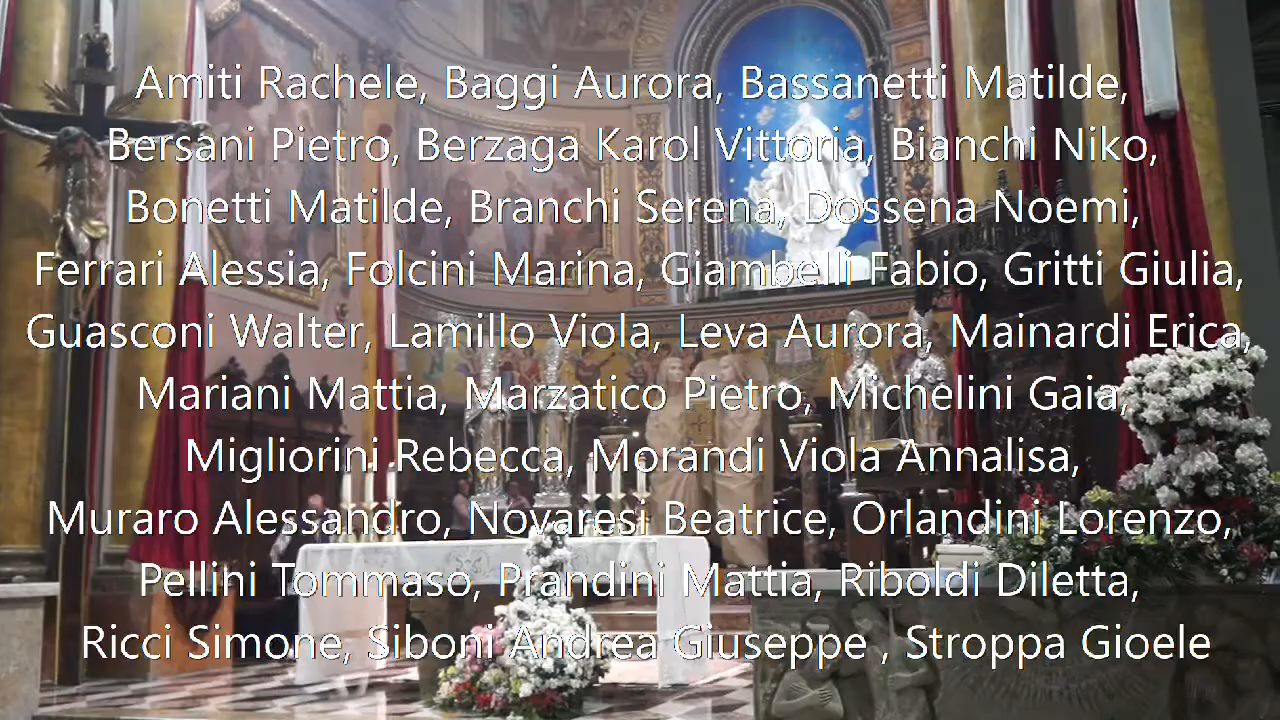 Amiti Rachele, Baggi Aurora, Bassanetti Matilde,
Bersani Pietro, Berzaga Karol Vittoria, Bianchi Niko,
Bonetti Matilde, Branchi Serena, Dossena Noemi,
Ferrari Alessia, Folcini Marina, Giambelli Fabio, Gritti Giulia,
Guasconi Walter, Lamillo Viola, Leva Aurora, Mainardi Erica,
Mariani Mattia, Marzatico Pietro, Michelini Gaia,
Migliorini Rebecca, Morandi Viola Annalisa,
Muraro Alessandro, Novaresi Beatrice, Orlandini Lorenzo,
Pellini Tommaso, Prandini Mattia, Riboldi Diletta,
Ricci Simone, Siboni Andrea Giuseppe , Stroppa Gioele